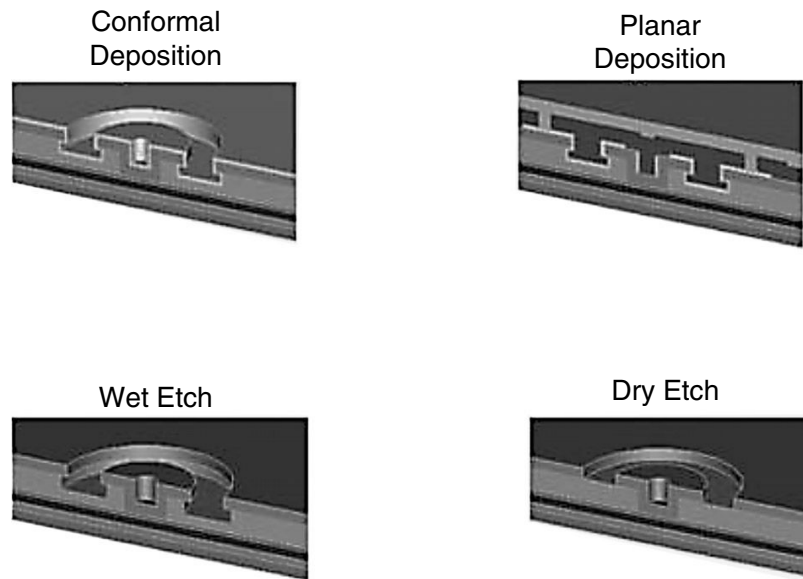 Conformal
Deposition
Planar
Deposition
Wet Etch
Dry Etch